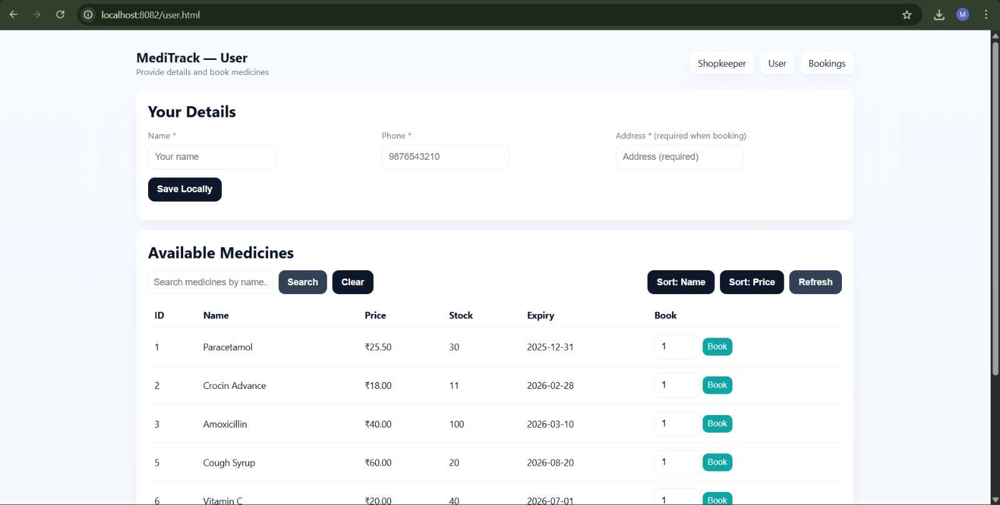 localhost:8082/user.html
M
MediTrack — User
Provide details and book medicines
Shopkeeper User Bookings
Your Details
Name * Phone * Address * (required when booking)
Your name 9876543210 Address (required)
Save Locally
Available Medicines
Search medicines by name.. Search Clear Sort: Name Sort: Price Refresh
ID Name Price Stock Expiry Book
1 Paracetamol ₹25.50 30 2025-12-31 1 Book
2 Crocin Advance ₹18.00 11 2026-02-28 1 Book
3 Amoxicillin ₹40.00 100 2026-03-10 1 Book
5 Cough Syrup ₹60.00 20 2026-08-20 1 Book
6 Vitamin C ₹20.00 40 2026-07-01 1 Book